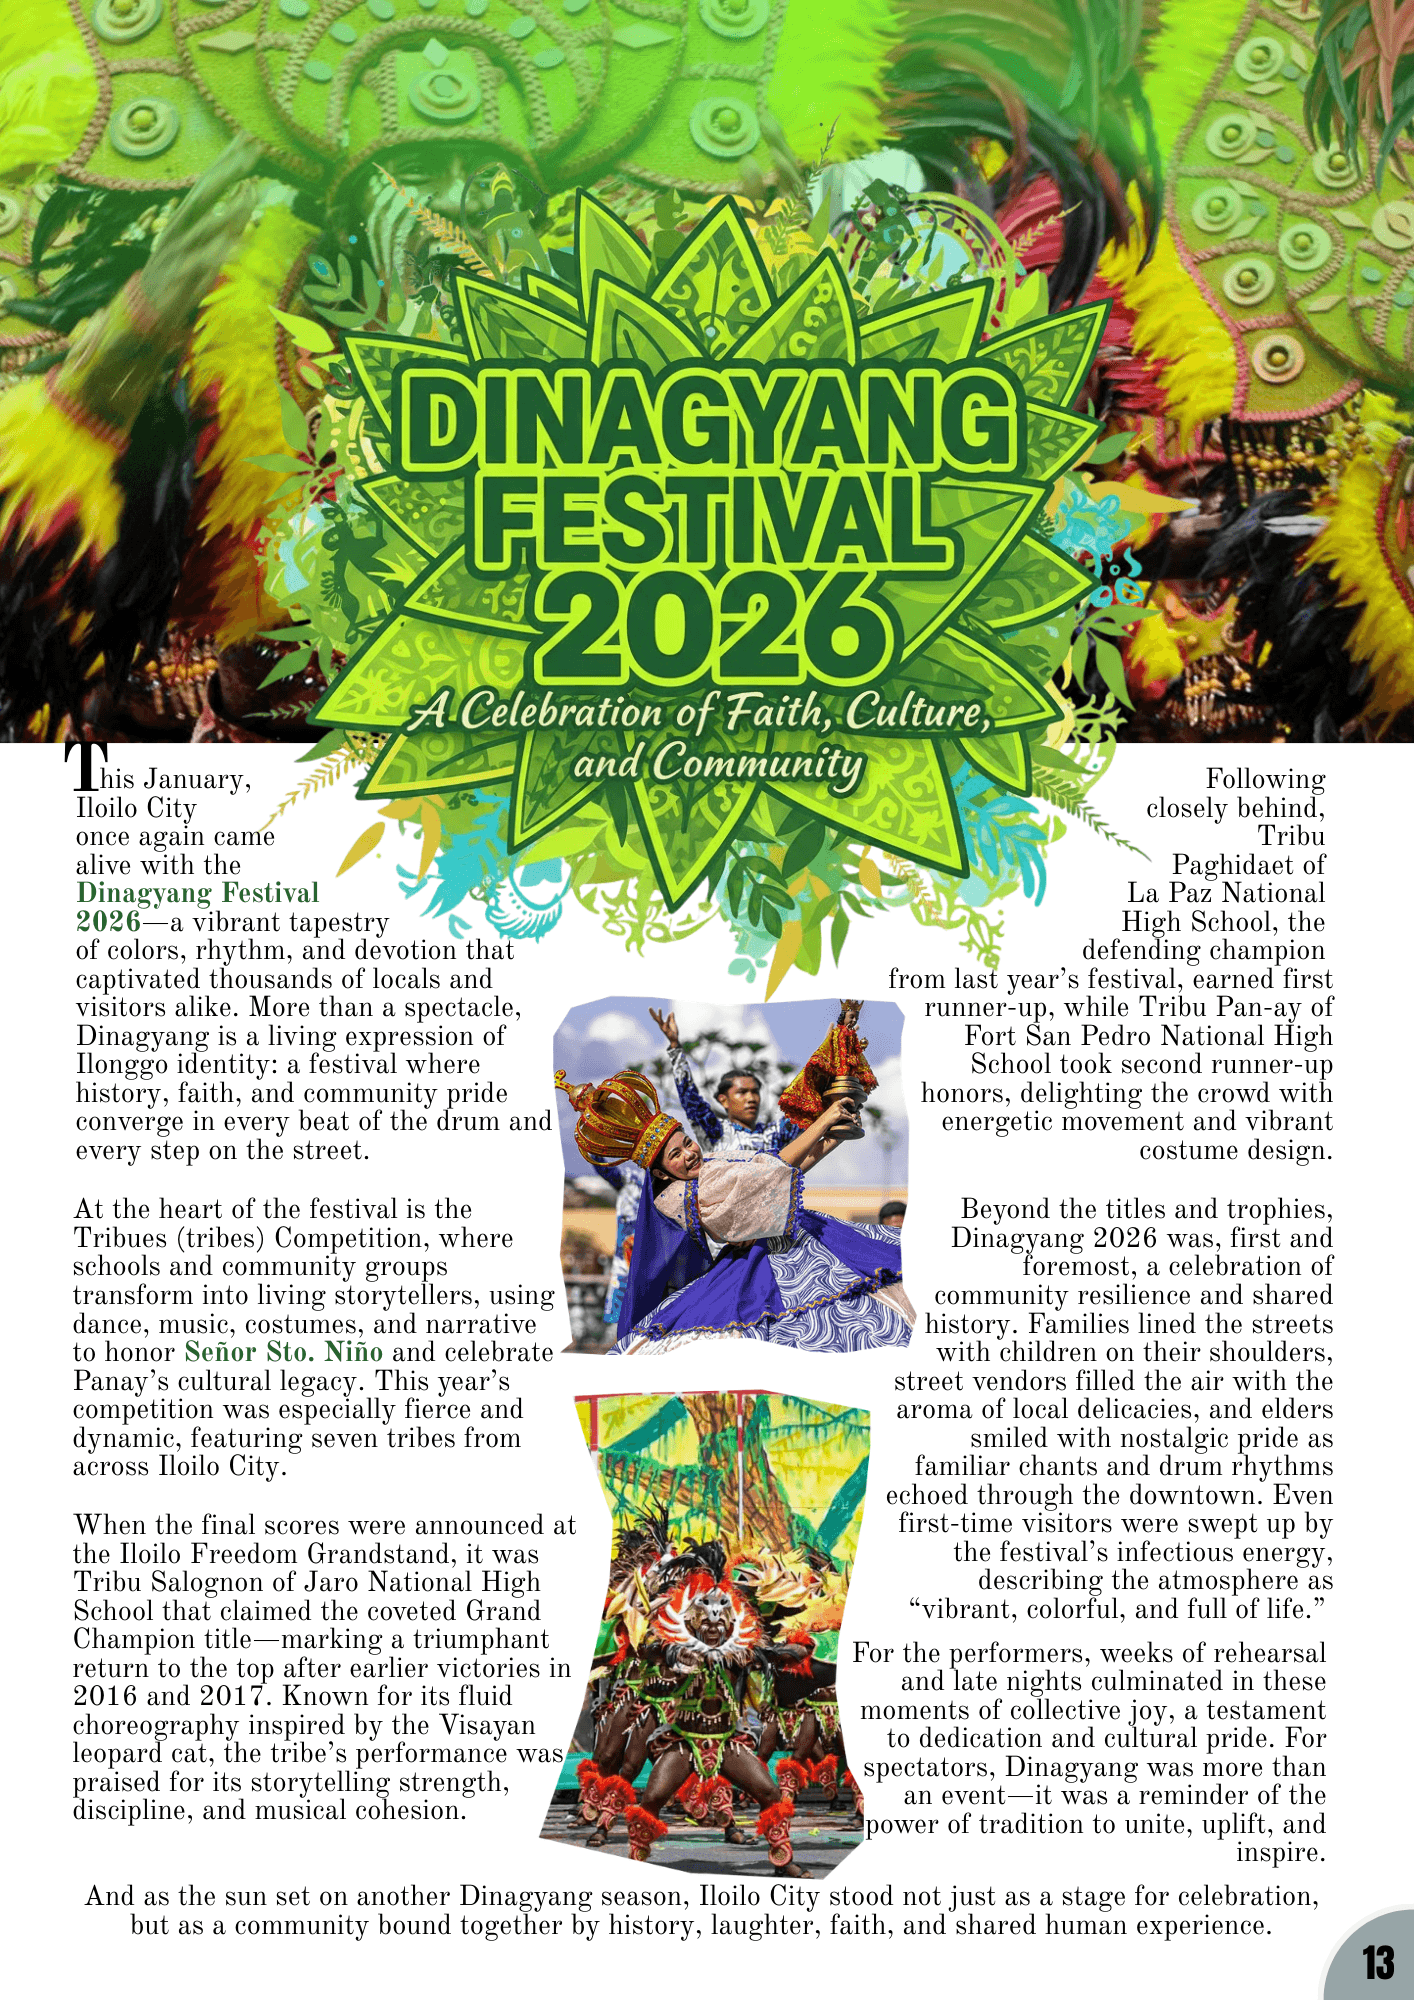 DINAGYANG
FESTIVAL
2026
A Celebration of Faith, Culture,
and Community
This January,
Iloilo City
once again came
alive with the
Dinagyang Festival
2026—a vibrant tapestry
of colors, rhythm, and devotion that
captivated thousands of locals and
visitors alike. More than a spectacle,
Dinagyang is a living expression of
Ilonggo identity: a festival where
history, faith, and community pride
converge in every beat of the drum and
every step on the street.
At the heart of the festival is the
Tribues (tribes) Competition, where
schools and community groups
transform into living storytellers, using
dance, music, costumes, and narrative
to honor Señor Sto. Niño and celebrate
Panay’s cultural legacy. This year’s
competition was especially fierce and
dynamic, featuring seven tribes from
across Iloilo City.
When the final scores were announced at
the Iloilo Freedom Grandstand, it was
Tribu Salognon of Jaro National High
School that claimed the coveted Grand
Champion title—marking a triumphant
return to the top after earlier victories in
2016 and 2017. Known for its fluid
choreography inspired by the Visayan
leopard cat, the tribe’s performance was
praised for its storytelling strength,
discipline, and musical cohesion.
Following
closely behind,
Tribu
Paghidaet of
La Paz National
High School, the
defending champion
from last year’s festival, earned first
runner-up, while Tribu Pan-ay of
Fort San Pedro National High
School took second runner-up
honors, delighting the crowd with
energetic movement and vibrant
costume design.
Beyond the titles and trophies,
Dinagyang 2026 was, first and
foremost, a celebration of
community resilience and shared
history. Families lined the streets
with children on their shoulders,
street vendors filled the air with the
aroma of local delicacies, and elders
smiled with nostalgic pride as
familiar chants and drum rhythms
echoed through the downtown. Even
first-time visitors were swept up by
the festival’s infectious energy,
describing the atmosphere as
“vibrant, colorful, and full of life.”
For the performers, weeks of rehearsal
and late nights culminated in these
moments of collective joy, a testament
to dedication and cultural pride. For
spectators, Dinagyang was more than
an event—it was a reminder of the
power of tradition to unite, uplift, and
inspire.
And as the sun set on another Dinagyang season, Iloilo City stood not just as a stage for celebration,
but as a community bound together by history, laughter, faith, and shared human experience.
13